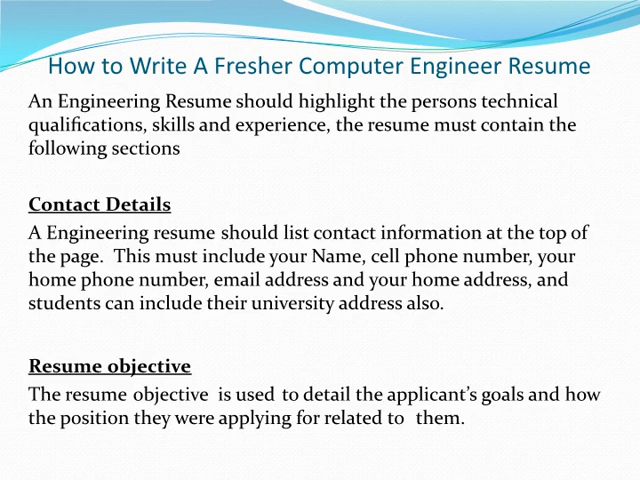 How to Write A Fresher Computer Engineer Resume
An Engineering Resume should highlight the persons technical
qualifications, skills and experience, the resume must contain the
following sections
Contact Details
A Engineering resume should list contact information at the top of
the page.  This must include your Name, cell phone number, your
home phone number, email address and your home address, and
students can include their university address also.
Resume objective
The resume objective  is used to detail the applicant’s goals and how
the position they were applying for related to  them.